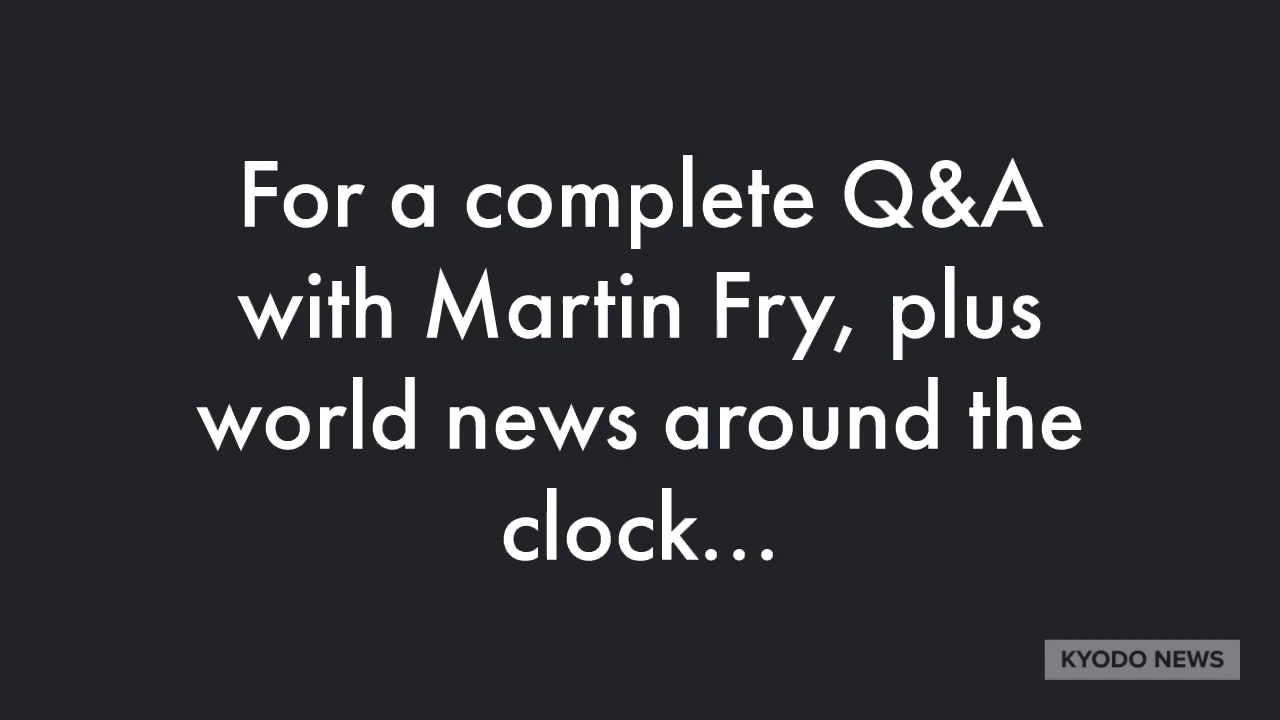 For a complete Q&A
with Martin Fry, plus
world news around the
clock...
KYODO NEWS